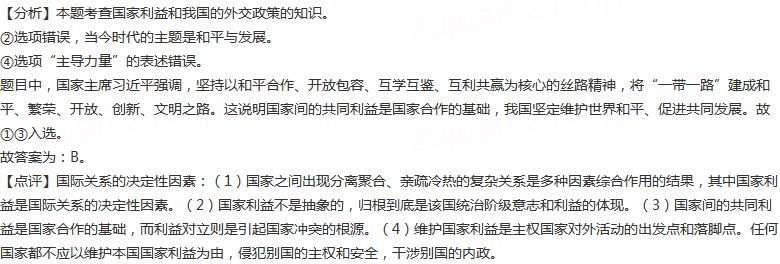 【分析】本题考查国家利益和我国的外交政策的知识。
②选项错误，当今时代的主题是和平与发展。
④选项“主导力量”的表述错误。
题目中，国家主席习近平强调，坚持以和平合作、开放包容、互学互鉴、互利共赢为核心的丝路精神，将“一带一路”建成和
平、繁荣、开放、创新、文明之路。这说明国家间的共同利益是国家合作的基础，我国坚定维护世界和平、促进共同发展。故
①③入选。
故答案为：B。
【点评】国际关系的决定性因素：（1）国家之间出现分离聚合、亲疏冷热的复杂关系是多种因素综合作用的结果，其中国家利
益是国际关系的决定性因素。（2）国家利益不是抽象的，归根到底是该国统治阶级意志和利益的体现。（3）国家间的共同利
益是国家合作的基础，而利益对立则是引起国家冲突的根源。（4）维护国家利益是主权国家对外活动的出发点和落脚点。任何
国家都不应以维护本国国家利益为由，侵犯别国的主权和安全，干涉别国的内政。